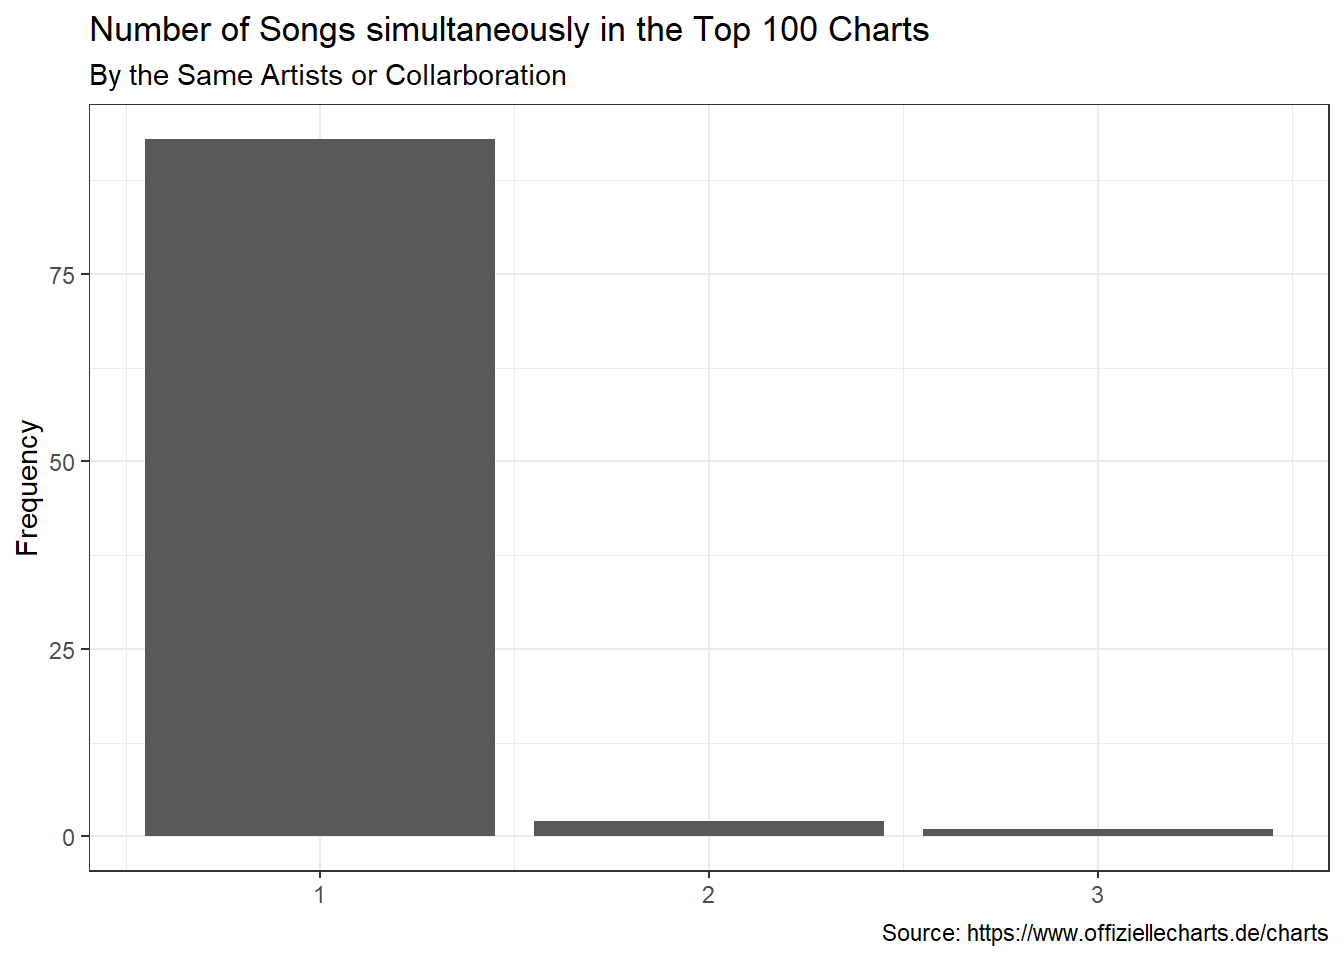 Number of Songs simultaneously in the Top 100 Charts
By the Same Artists or Collarboration
Frequency
75
50
25
0
1 2 3
Source: https://www.offiziellecharts.de/charts